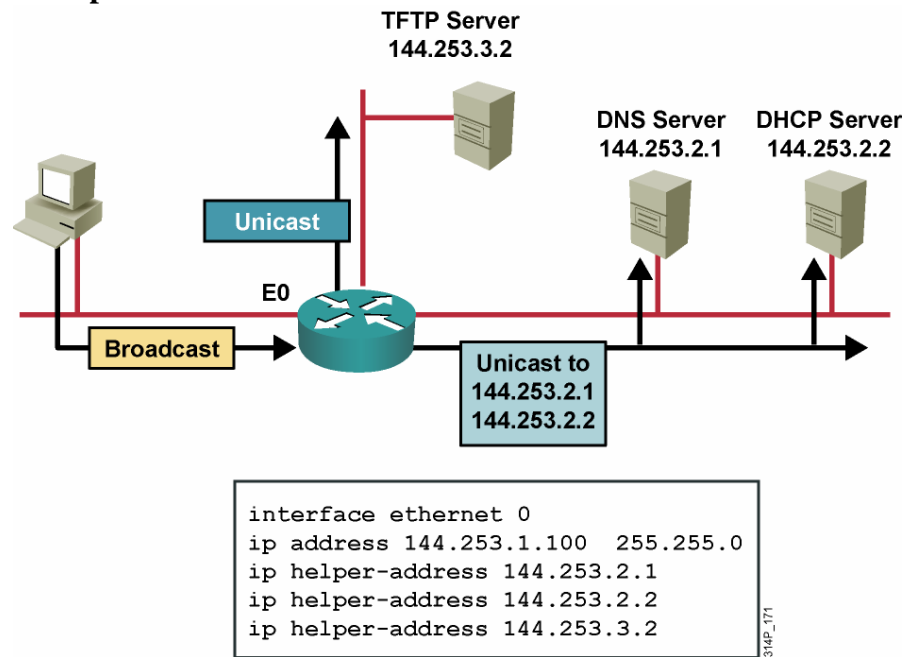 TFTP Server
144.253.3.2
DNS Server
144.253.2.1
DHCP Server
144.253.2.2
Unicast
E0
Broadcast
Unicast to
144.253.2.1
144.253.2.2
interface ethernet 0
ip address 144.253.1.100  255.255.0
ip helper-address 144.253.2.1
ip helper-address 144.253.2.2
ip helper-address 144.253.3.2
314P_171